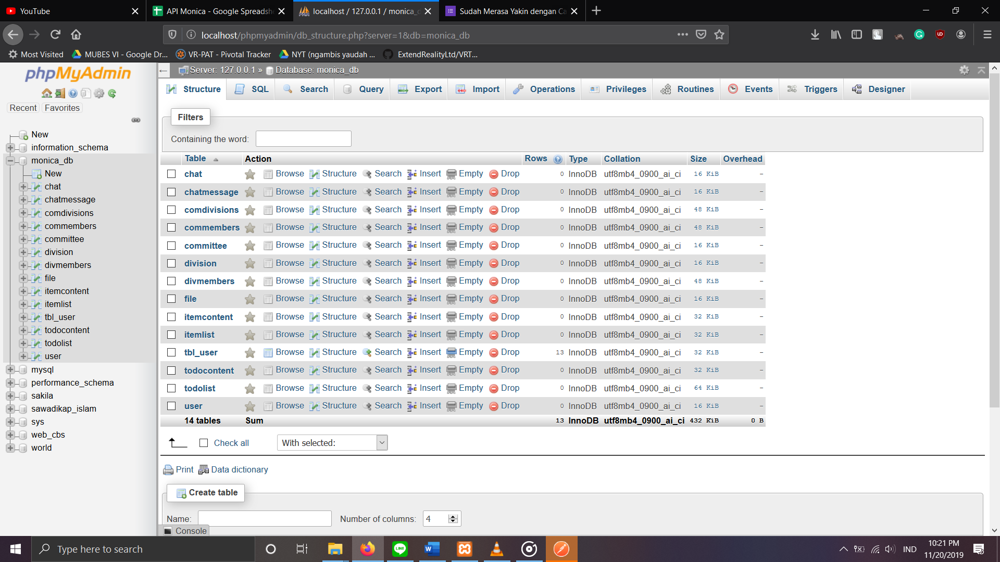 YouTube
API Monica - Google Spreadshe
localhost / 127.0.0.1 / monica_d
Sudah Merasa Yakin dengan Ca
localhost/phpmyadmin/db_structure.php?server=1&db=monica_db
Most Visited
MUBES VI - Google Dr...
VR-PAT - Pivotal Tracker
NYT (ngambis yaudah ...
ExtendRealityLtd/VRT...
phpMyAdmin
Recent
Favorites
New
information_schema
monica_db
New
chat
chatmessage
comdivisions
commembers
committee
division
divmembers
file
itemcontent
itemlist
tbl_user
todocontent
todolist
user
mysql
performance_schema
sakila
sawadikap_islam
sys
web_cbs
world
Server: 127.0.0.1 » Database: monica_db
Structure SQL Search Query Export Import Operations Privileges Routines Events Triggers Designer
Filters
Containing the word:
Table Action Rows Type Collation Size Overhead
chat Browse Structure Search Insert Empty Drop 0 InnoDB utf8mb4_0900_ai_ci 16 KiB -
chatmessage Browse Structure Search Insert Empty Drop 0 InnoDB utf8mb4_0900_ai_ci 16 KiB -
comdivisions Browse Structure Search Insert Empty Drop 0 InnoDB utf8mb4_0900_ai_ci 48 KiB -
commembers Browse Structure Search Insert Empty Drop 0 InnoDB utf8mb4_0900_ai_ci 48 KiB -
committee Browse Structure Search Insert Empty Drop 0 InnoDB utf8mb4_0900_ai_ci 16 KiB -
division Browse Structure Search Insert Empty Drop 0 InnoDB utf8mb4_0900_ai_ci 16 KiB -
divmembers Browse Structure Search Insert Empty Drop 0 InnoDB utf8mb4_0900_ai_ci 48 KiB -
file Browse Structure Search Insert Empty Drop 0 InnoDB utf8mb4_0900_ai_ci 16 KiB -
itemcontent Browse Structure Search Insert Empty Drop 0 InnoDB utf8mb4_0900_ai_ci 32 KiB -
itemlist Browse Structure Search Insert Empty Drop 0 InnoDB utf8mb4_0900_ai_ci 32 KiB -
tbl_user Browse Structure Search Insert Empty Drop 13 InnoDB utf8mb4_0900_ai_ci 32 KiB -
todocontent Browse Structure Search Insert Empty Drop 0 InnoDB utf8mb4_0900_ai_ci 32 KiB -
todolist Browse Structure Search Insert Empty Drop 0 InnoDB utf8mb4_0900_ai_ci 64 KiB -
user Browse Structure Search Insert Empty Drop 0 InnoDB utf8mb4_0900_ai_ci 16 KiB -
14 tables Sum 13 InnoDB utf8mb4_0900_ai_ci 432 KiB 0 B
Check all With selected:
Print Data dictionary
Create table
Name: Number of columns: 4
Console
Type here to search
IND
10:21 PM
11/20/2019